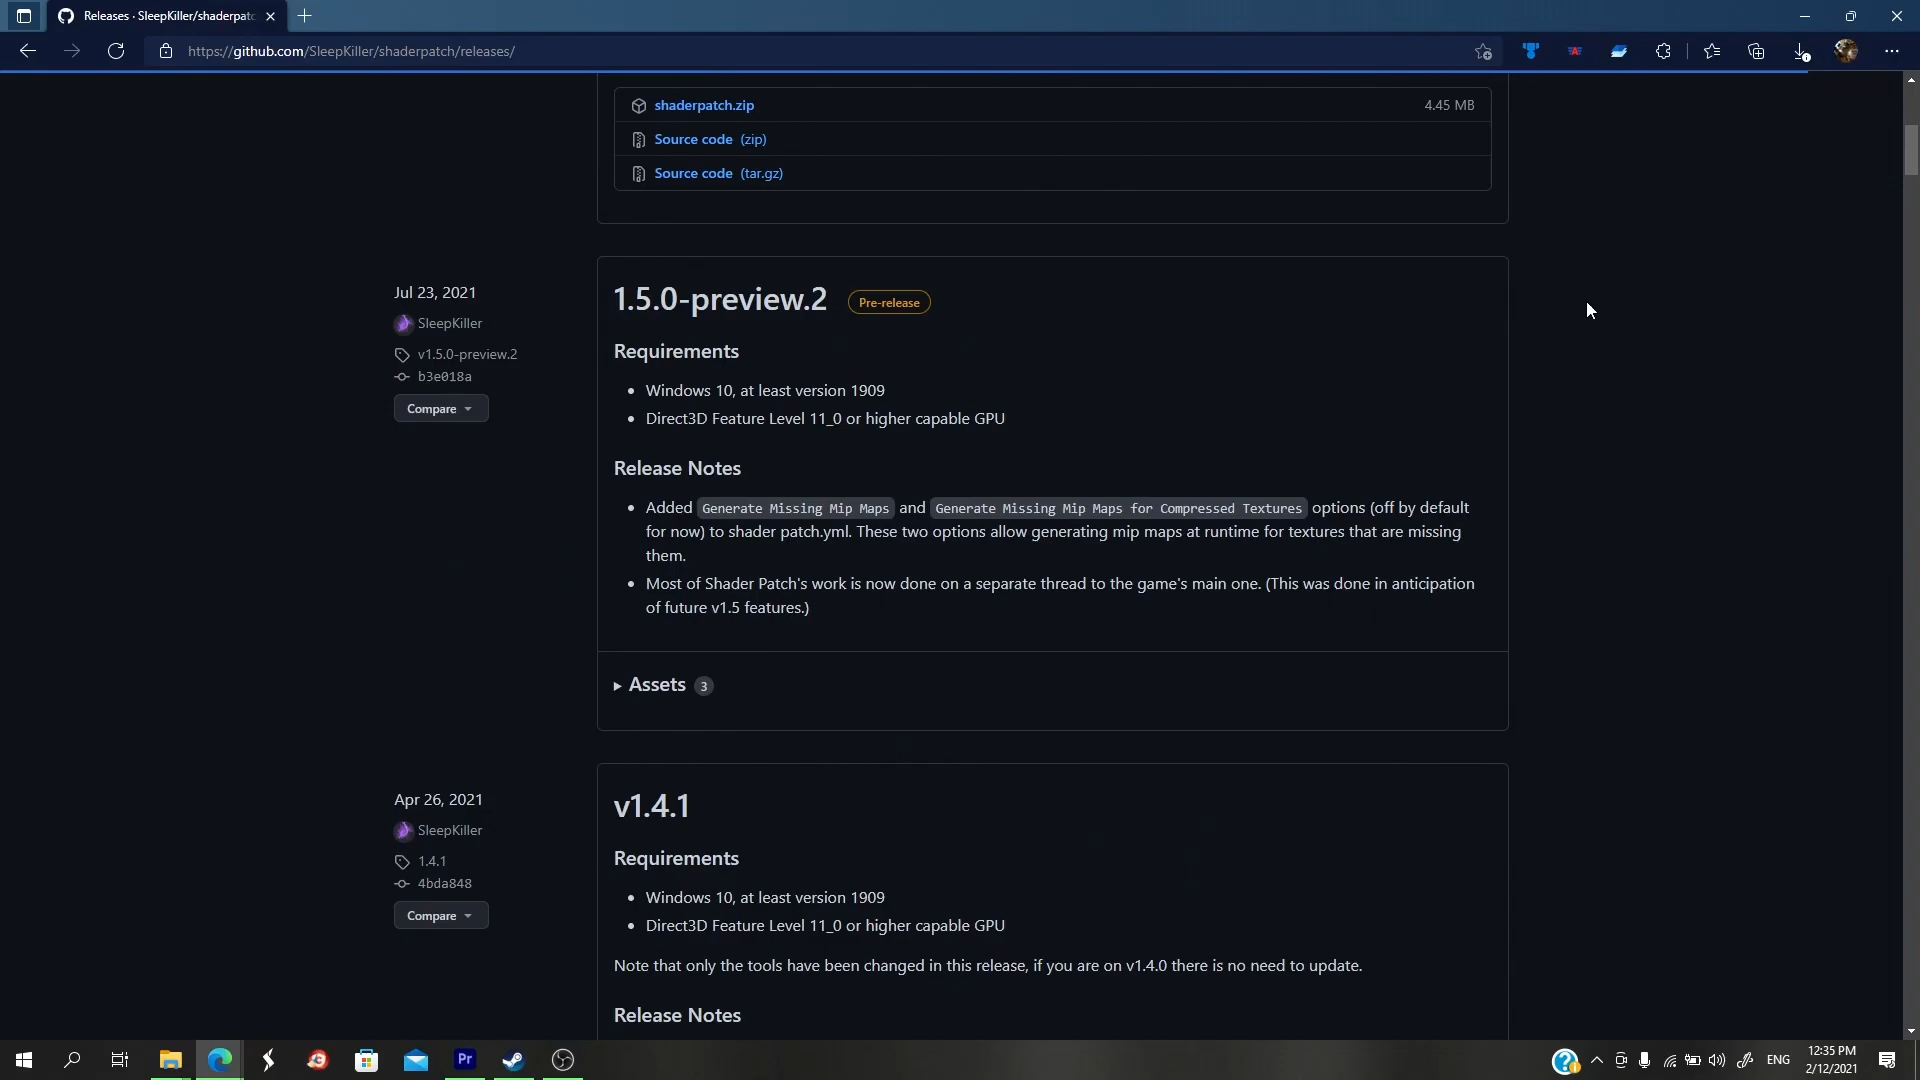 Releases · SleepKiller/shaderpatc
https://github.com/SleepKiller/shaderpatch/releases/
shaderpatch.zip 4.45 MB
Source code (zip)
Source code (tar.gz)
Jul 23, 2021
SleepKiller
v1.5.0-preview.2
b3e018a
Compare
1.5.0-preview.2 Pre-release
Requirements
• Windows 10, at least version 1909
• Direct3D Feature Level 11_0 or higher capable GPU
Release Notes
• Added Generate Missing Mip Maps and Generate Missing Mip Maps for Compressed Textures options (off by default
for now) to shader patch.yml. These two options allow generating mip maps at runtime for textures that are missing
them.
• Most of Shader Patch's work is now done on a separate thread to the game's main one. (This was done in anticipation
of future v1.5 features.)
Assets 3
Apr 26, 2021
SleepKiller
1.4.1
4bda848
Compare
v1.4.1
Requirements
• Windows 10, at least version 1909
• Direct3D Feature Level 11_0 or higher capable GPU
Note that only the tools have been changed in this release, if you are on v1.4.0 there is no need to update.
Release Notes
Pr
ENG
12:35 PM
2/12/2021